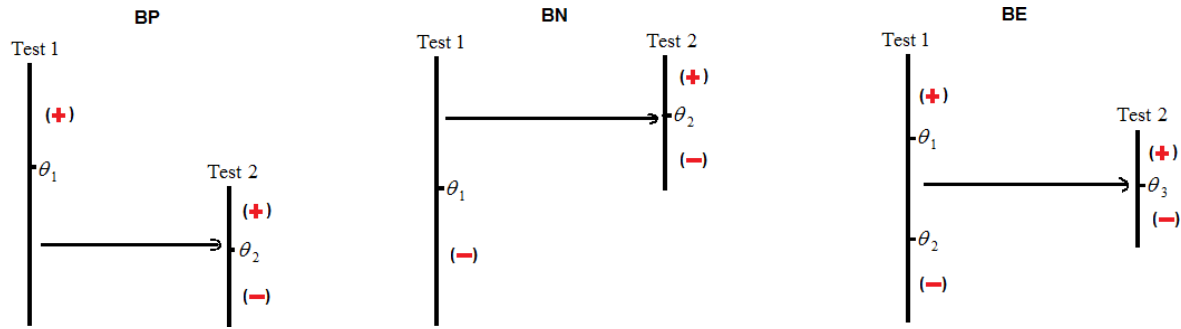 BP
Test 1
(+)
θ1
Test 2
(+)
θ2
(−)
BN
Test 1
θ1
(−)
Test 2
(+)
θ2
(−)
BE
Test 1
(+)
θ1
θ2
(−)
Test 2
(+)
θ3
(−)